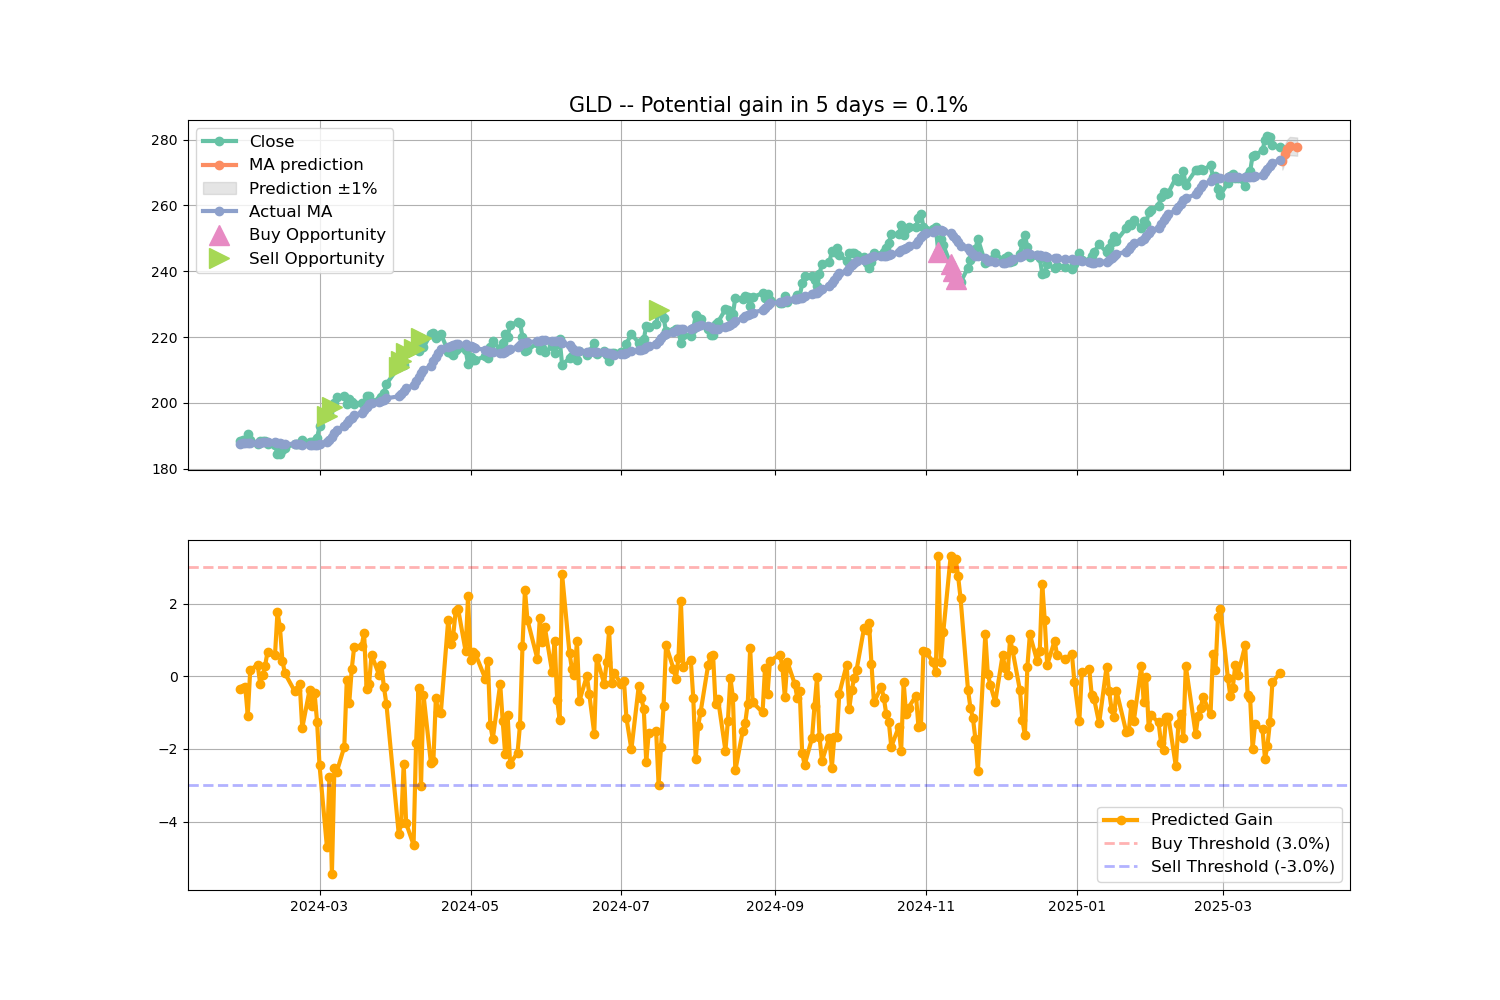 GLD -- Potential gain in 5 days = 0.1%
280
260
240
220
200
180
Close
MA prediction
Prediction ±1%
Actual MA
Buy Opportunity
Sell Opportunity
2
0
−2
−4
Predicted Gain
Buy Threshold (3.0%)
Sell Threshold (-3.0%)
2024-03 2024-05 2024-07 2024-09 2024-11 2025-01 2025-03